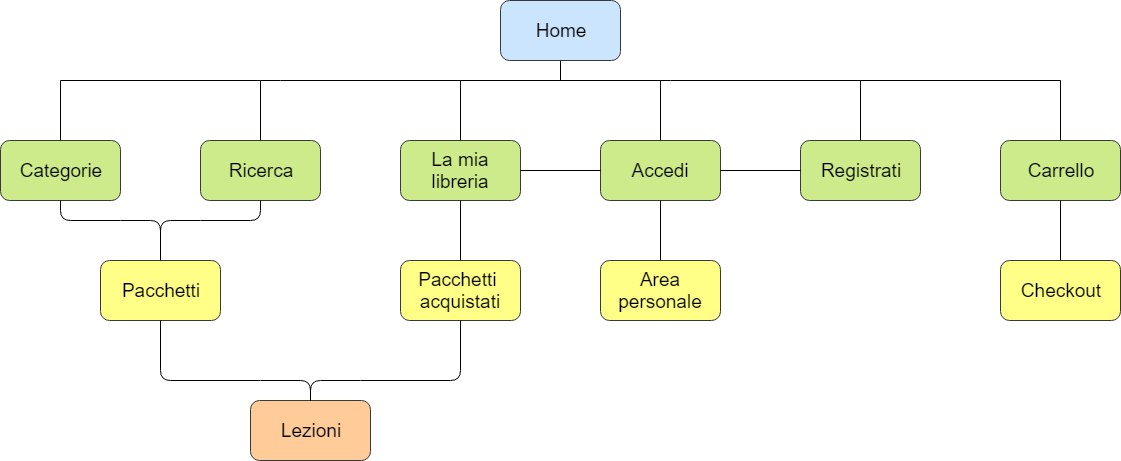 Home
Categorie
Ricerca
La mia
libreria
Accedi
Registrati
Carrello
Pacchetti
Pacchetti
acquistati
Area
personale
Checkout
Lezioni